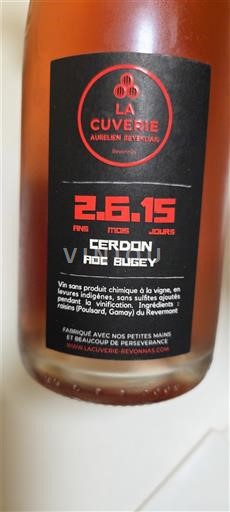 LA
CUVERIE
AURELIEN BEYEKLIAN
Revonnas
2.6.15
ANS MOIS JOURS
CERDON
AOC BUGEY
Vin sans produit chimique à la vigne, en
levures indigènes, sans sulfites ajoutés
pendant la vinification. Ingrédients :
raisins (Poulsard, Gamay) du Revermont
FABRIQUÉ AVEC NOS PETITES MAINS
ET BEAUCOUP DE PERSEVERANCE
WWW.LACUVERIE-REVONNAS.COM